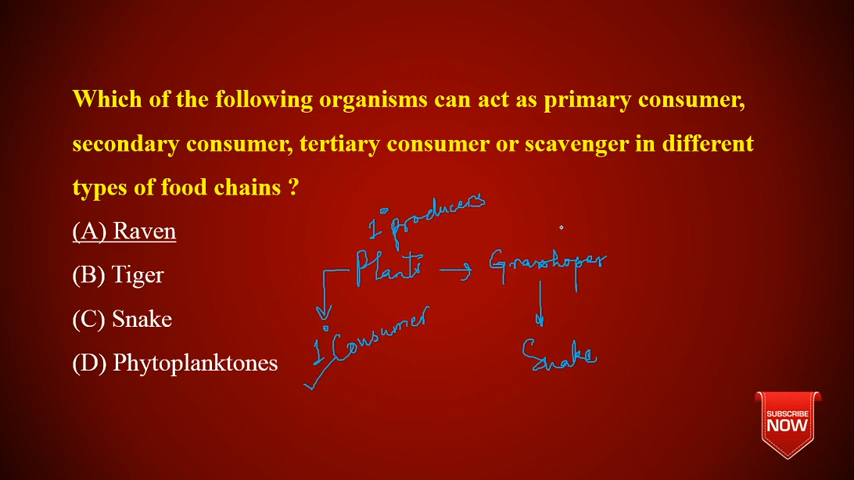 Which of the following organisms can act as primary consumer,
secondary consumer, tertiary consumer or scavenger in different
types of food chains ?
(A) Raven
(B) Tiger
(C) Snake
(D) Phytoplanktones
1° producers
Plants → Grasshoper
1° Consumer
Snake
SUBSCRIBE
NOW